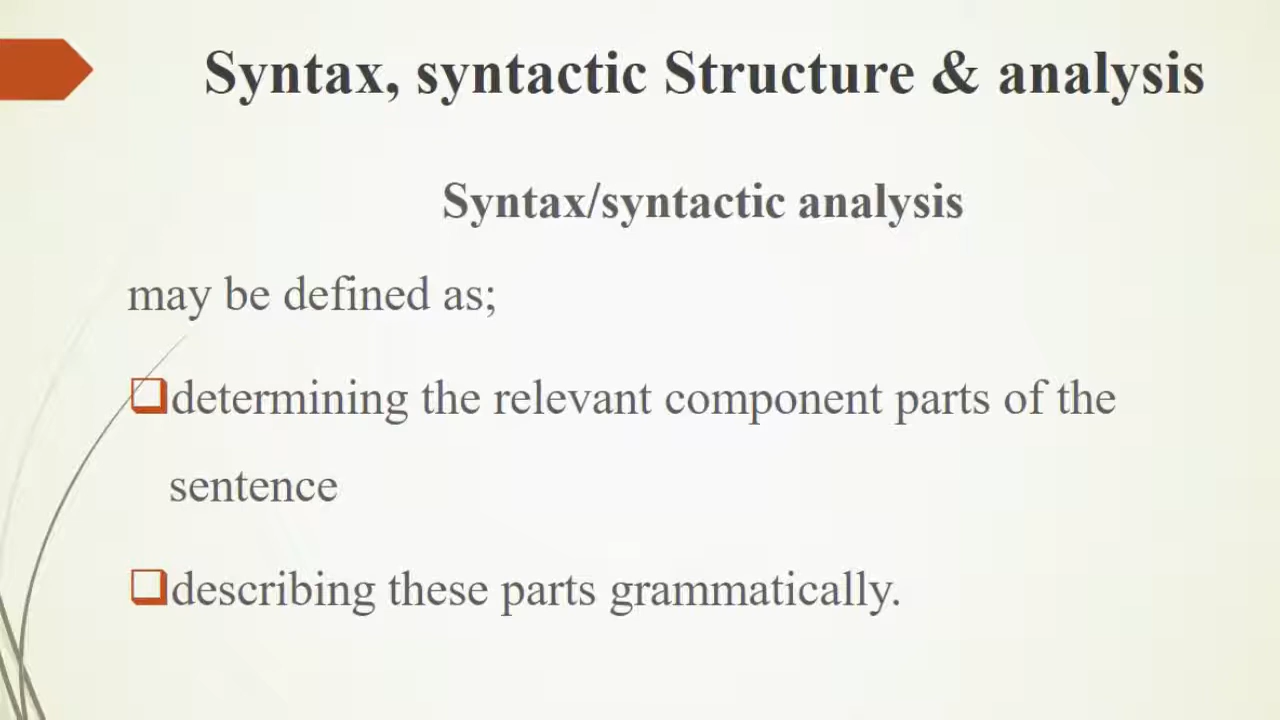 Syntax, syntactic Structure & analysis
Syntax/syntactic analysis
may be defined as;
❑determining the relevant component parts of the
sentence
❑describing these parts grammatically.